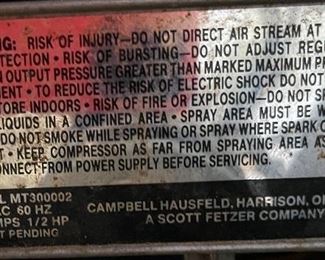 NG: RISK OF INJURY—DO NOT DIRECT AIR STREAM AT
TECTION • RISK OF BURSTING—DO NOT ADJUST REG
N OUTPUT PRESSURE GREATER THAN MARKED MAXIMUM PR
MENT • TO REDUCE THE RISK OF ELECTRIC SHOCK DO NOT
TORE INDOORS • RISK OF FIRE OR EXPLOSION—DO NOT SP
LIQUIDS IN A CONFINED AREA • SPRAY AREA MUST BE W
DO NOT SMOKE WHILE SPRAYING OR SPRAY WHERE SPARK O
T • KEEP COMPRESSOR AS FAR FROM SPRAYING AREA AS
CONNECT FROM POWER SUPPLY BEFORE SERVICING.
L MT300002
C 60 HZ
MPS 1/2 HP
T PENDING
CAMPBELL HAUSFELD, HARRISON, O
A SCOTT FETZER COMPANY